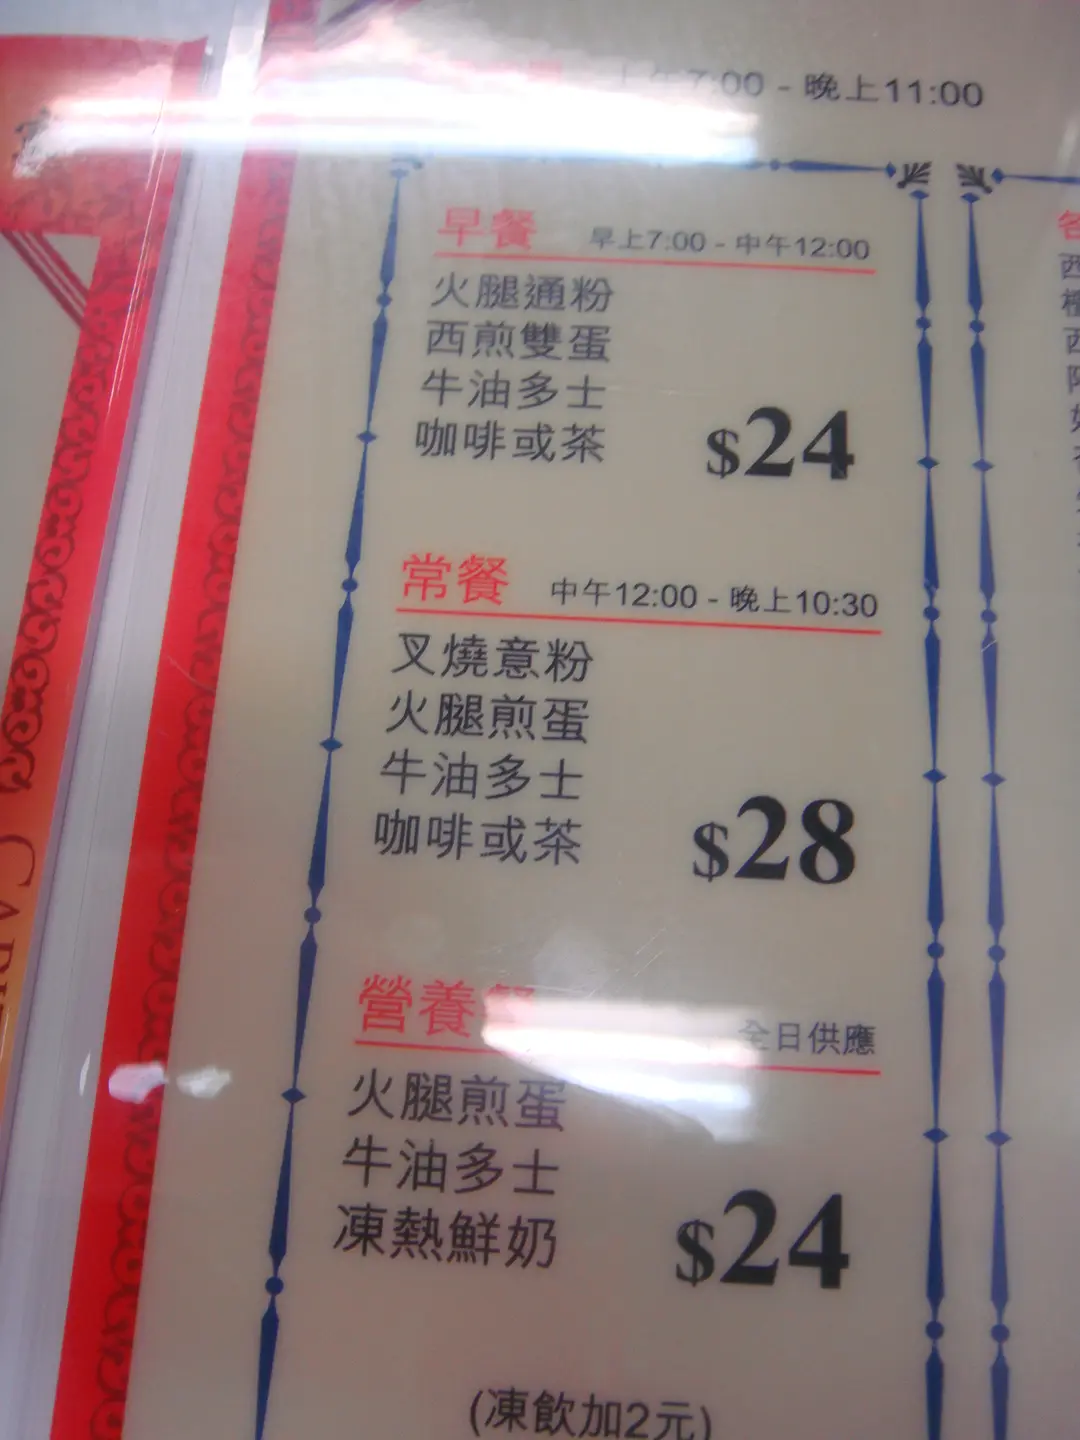 7:00 - 晚上11:00
早餐 早上7:00 - 中午12:00
火腿通粉
西煎雙蛋
牛油多士
咖啡或茶 $24
常餐 中午12:00 - 晚上10:30
叉燒意粉
火腿煎蛋
牛油多士
咖啡或茶 $28
營養餐 全日供應
火腿煎蛋
牛油多士
凍熱鮮奶 $24
(凍飲加2元)